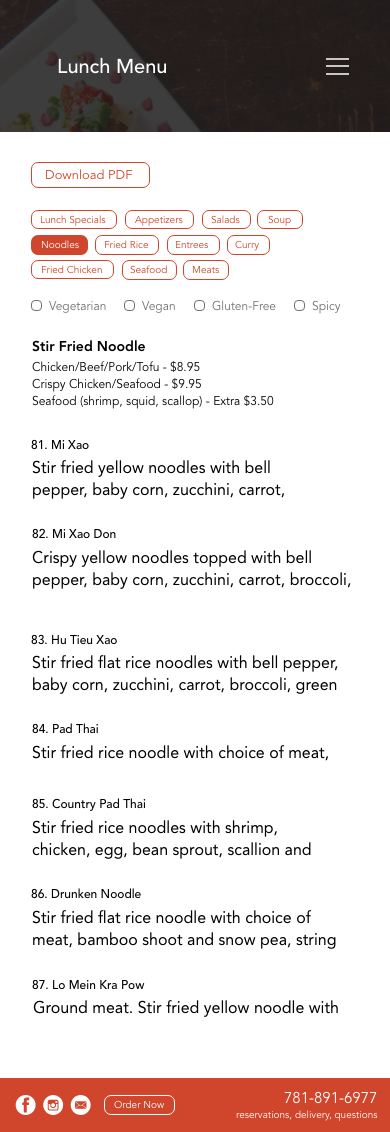 Lunch Menu
Download PDF
Lunch Specials Appetizers Salads Soup
Noodles Fried Rice Entrees Curry
Fried Chicken Seafood Meats
Vegetarian Vegan Gluten-Free Spicy
Stir Fried Noodle
Chicken/Beef/Pork/Tofu - $8.95
Crispy Chicken/Seafood - $9.95
Seafood (shrimp, squid, scallop) - Extra $3.50
81. Mi Xao
Stir fried yellow noodles with bell
pepper, baby corn, zucchini, carrot,
82. Mi Xao Don
Crispy yellow noodles topped with bell
pepper, baby corn, zucchini, carrot, broccoli,
83. Hu Tieu Xao
Stir fried flat rice noodles with bell pepper,
baby corn, zucchini, carrot, broccoli, green
84. Pad Thai
Stir fried rice noodle with choice of meat,
85. Country Pad Thai
Stir fried rice noodles with shrimp,
chicken, egg, bean sprout, scallion and
86. Drunken Noodle
Stir fried flat rice noodle with choice of
meat, bamboo shoot and snow pea, string
87. Lo Mein Kra Pow
Ground meat. Stir fried yellow noodle with
Order Now
781-891-6977
reservations, delivery, questions